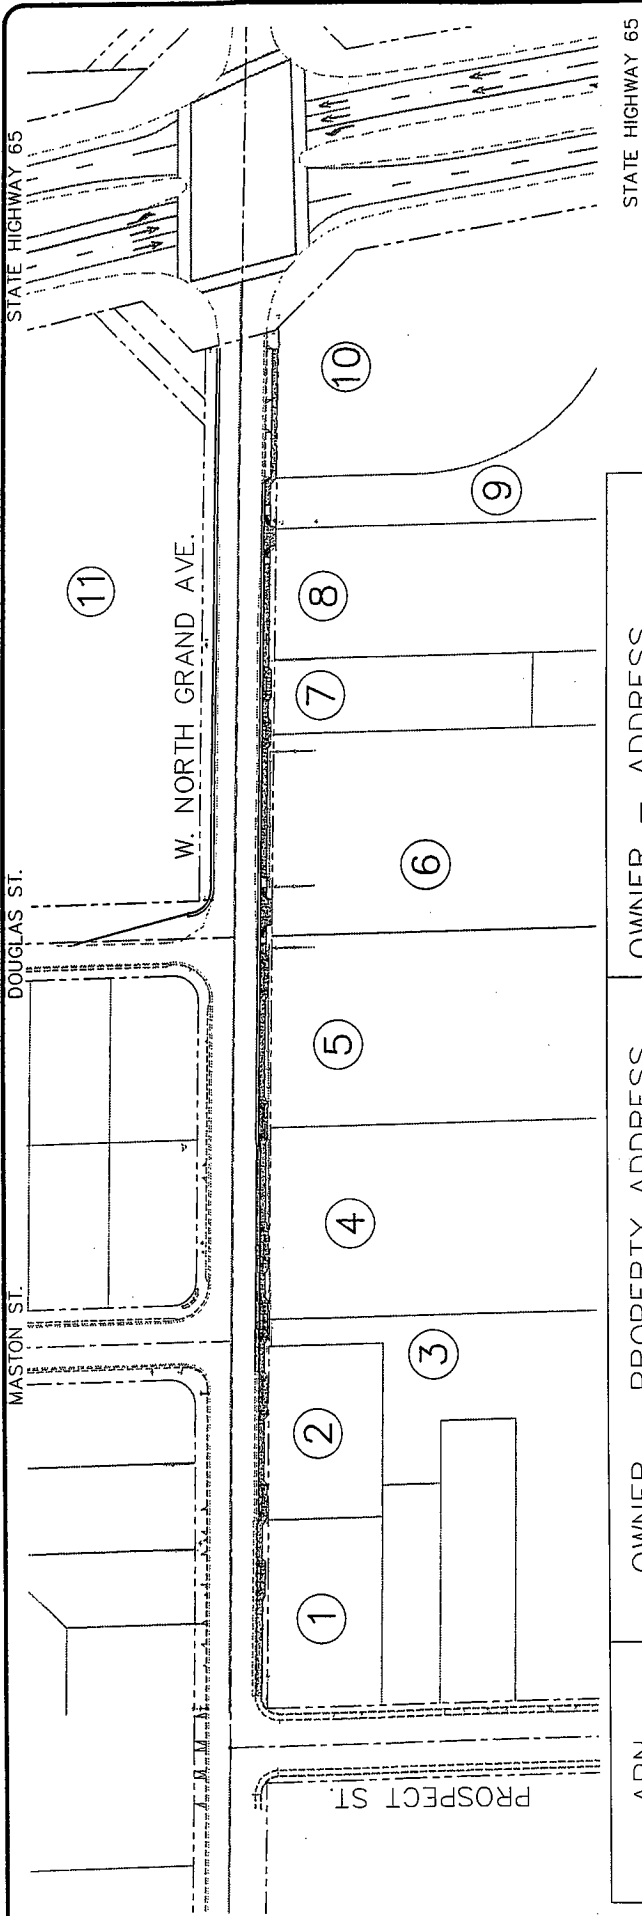 STATE HIGHWAY 65
STATE HIGHWAY 65
DOUGLAS ST.
MASTON ST.
W. NORTH GRAND AVE.
PROSPECT ST.
1
2
3
4
5
6
7
8
9
10
11
APN
OWNER – PROPERTY ADDRESS
OWNER – ADDRESS